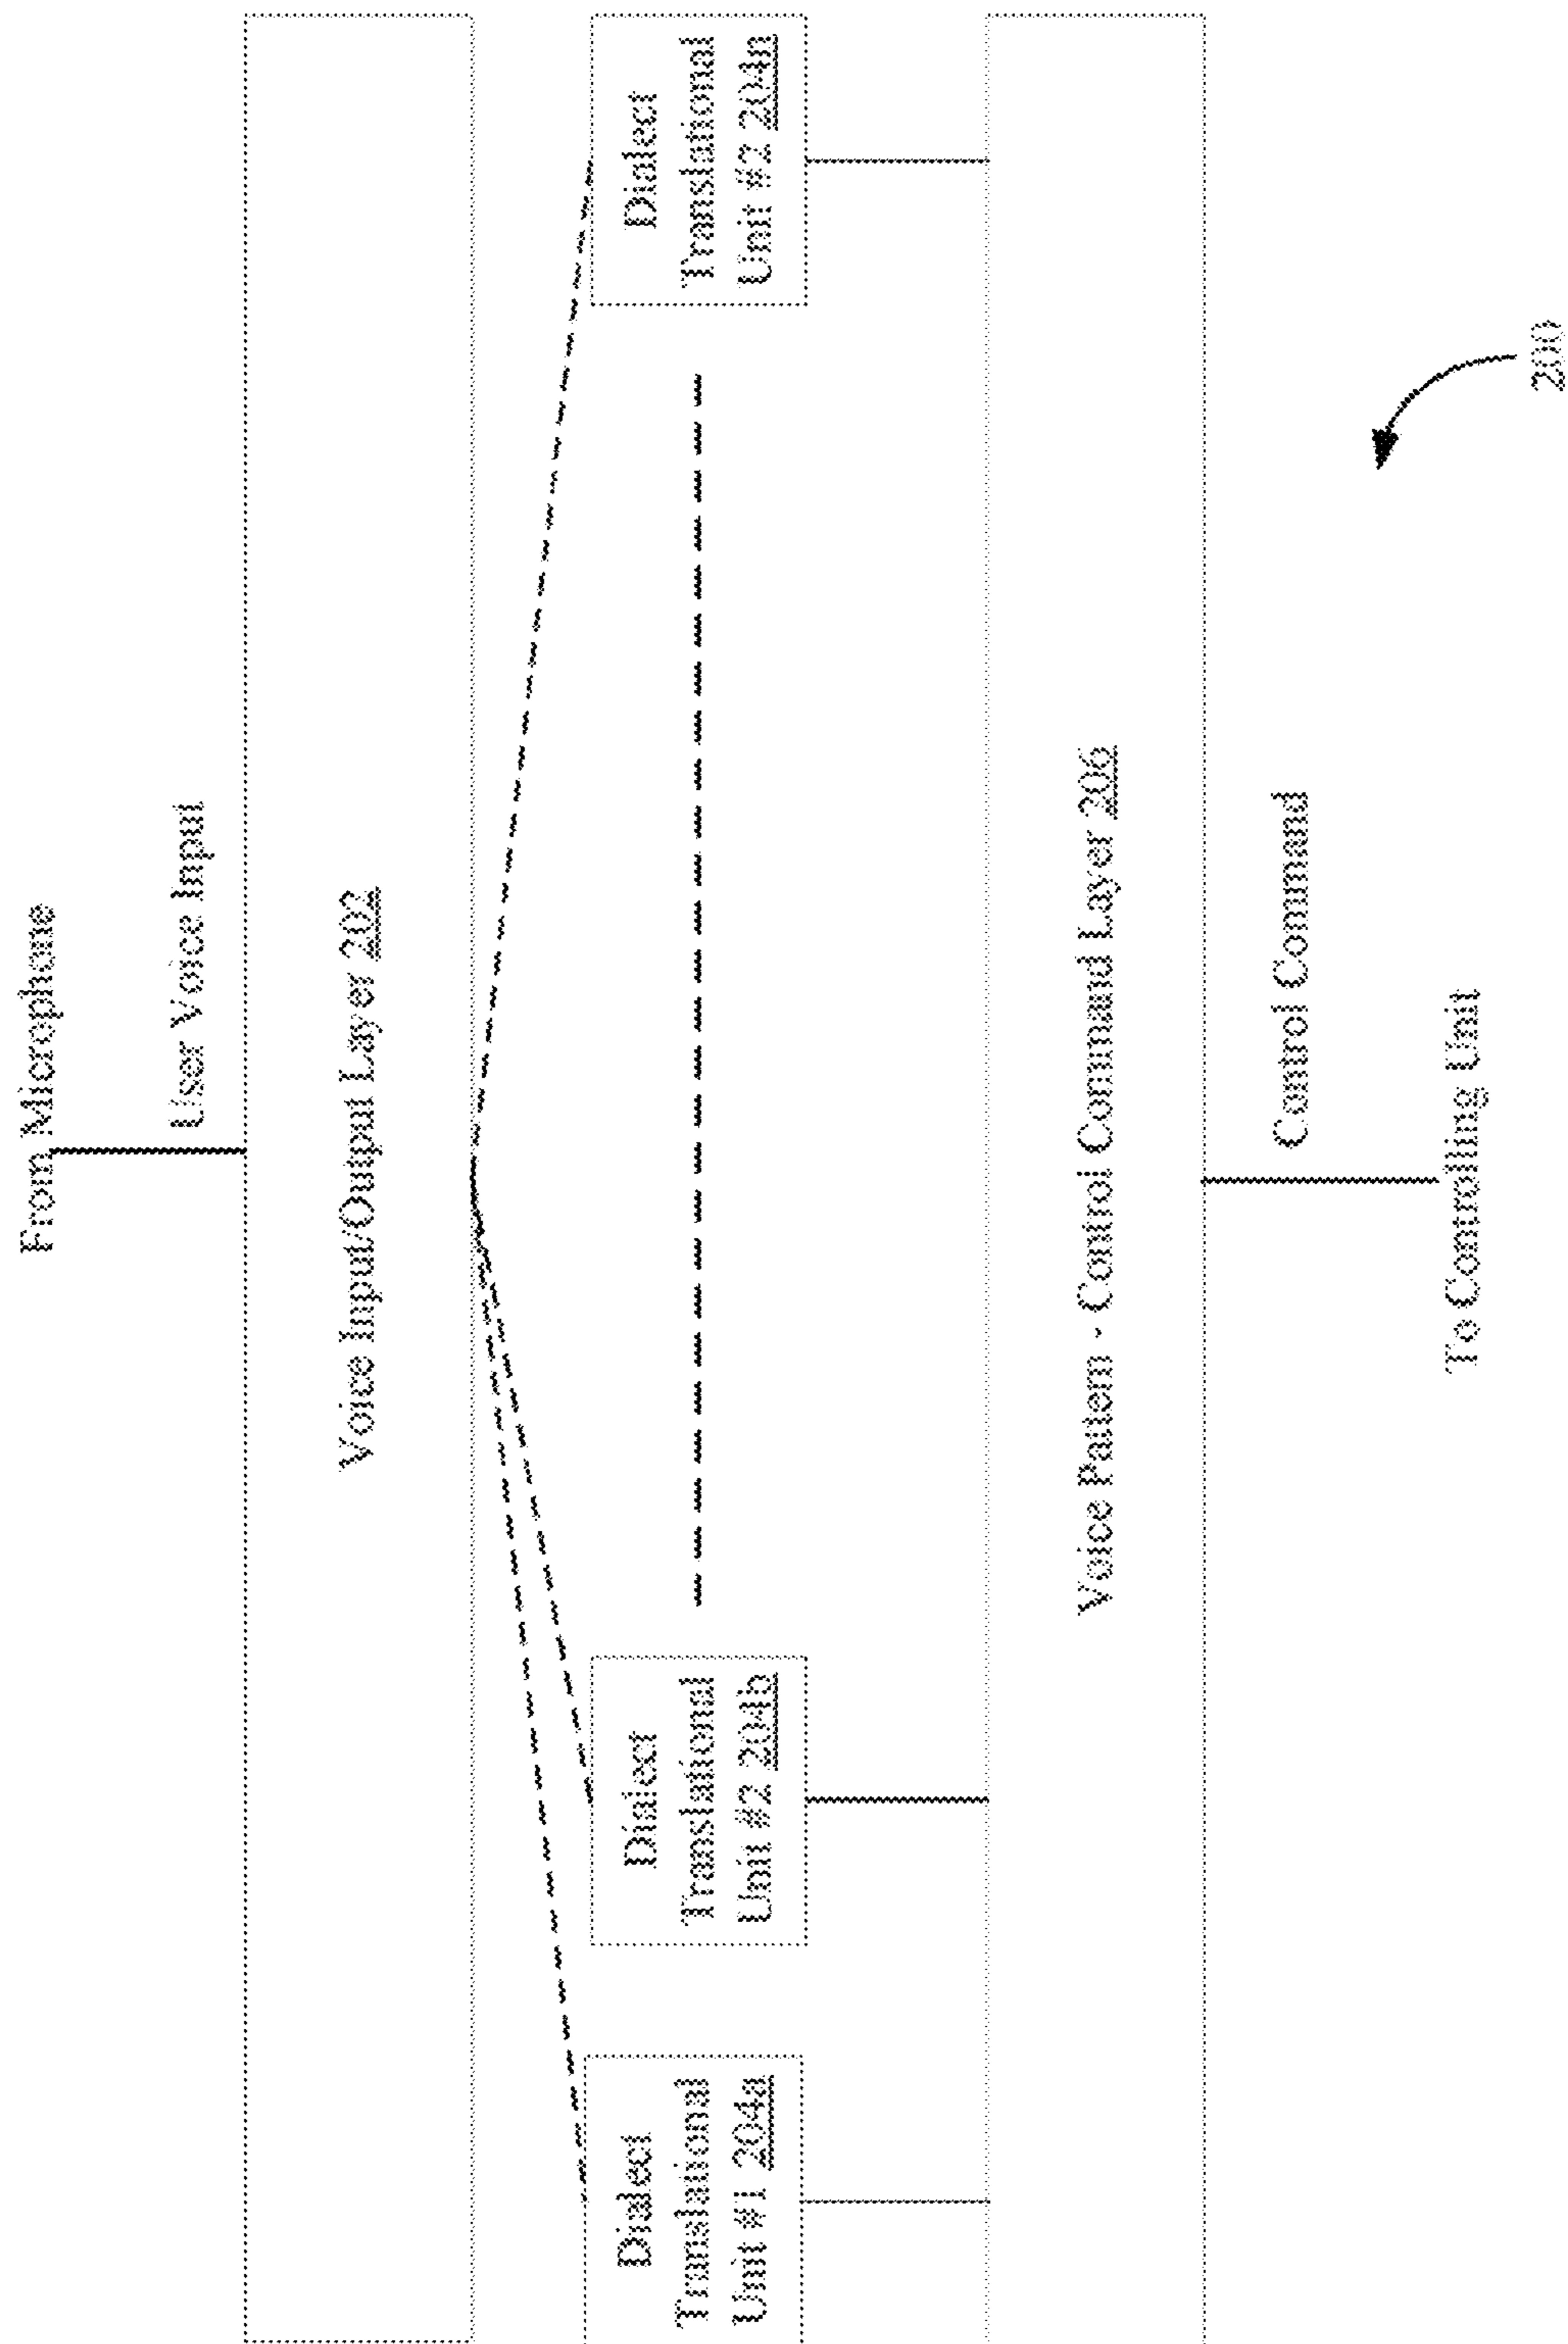 From Microphone
User Voice Input
Voice Input/Output Layer 202
Dialect
Translational
Unit #1 204a
Dialect
Translational
Unit #2 204b
Dialect
Translational
Unit #2 204n
Voice Pattern - Control Command Layer 206
Control Command
To Controlling Unit
200